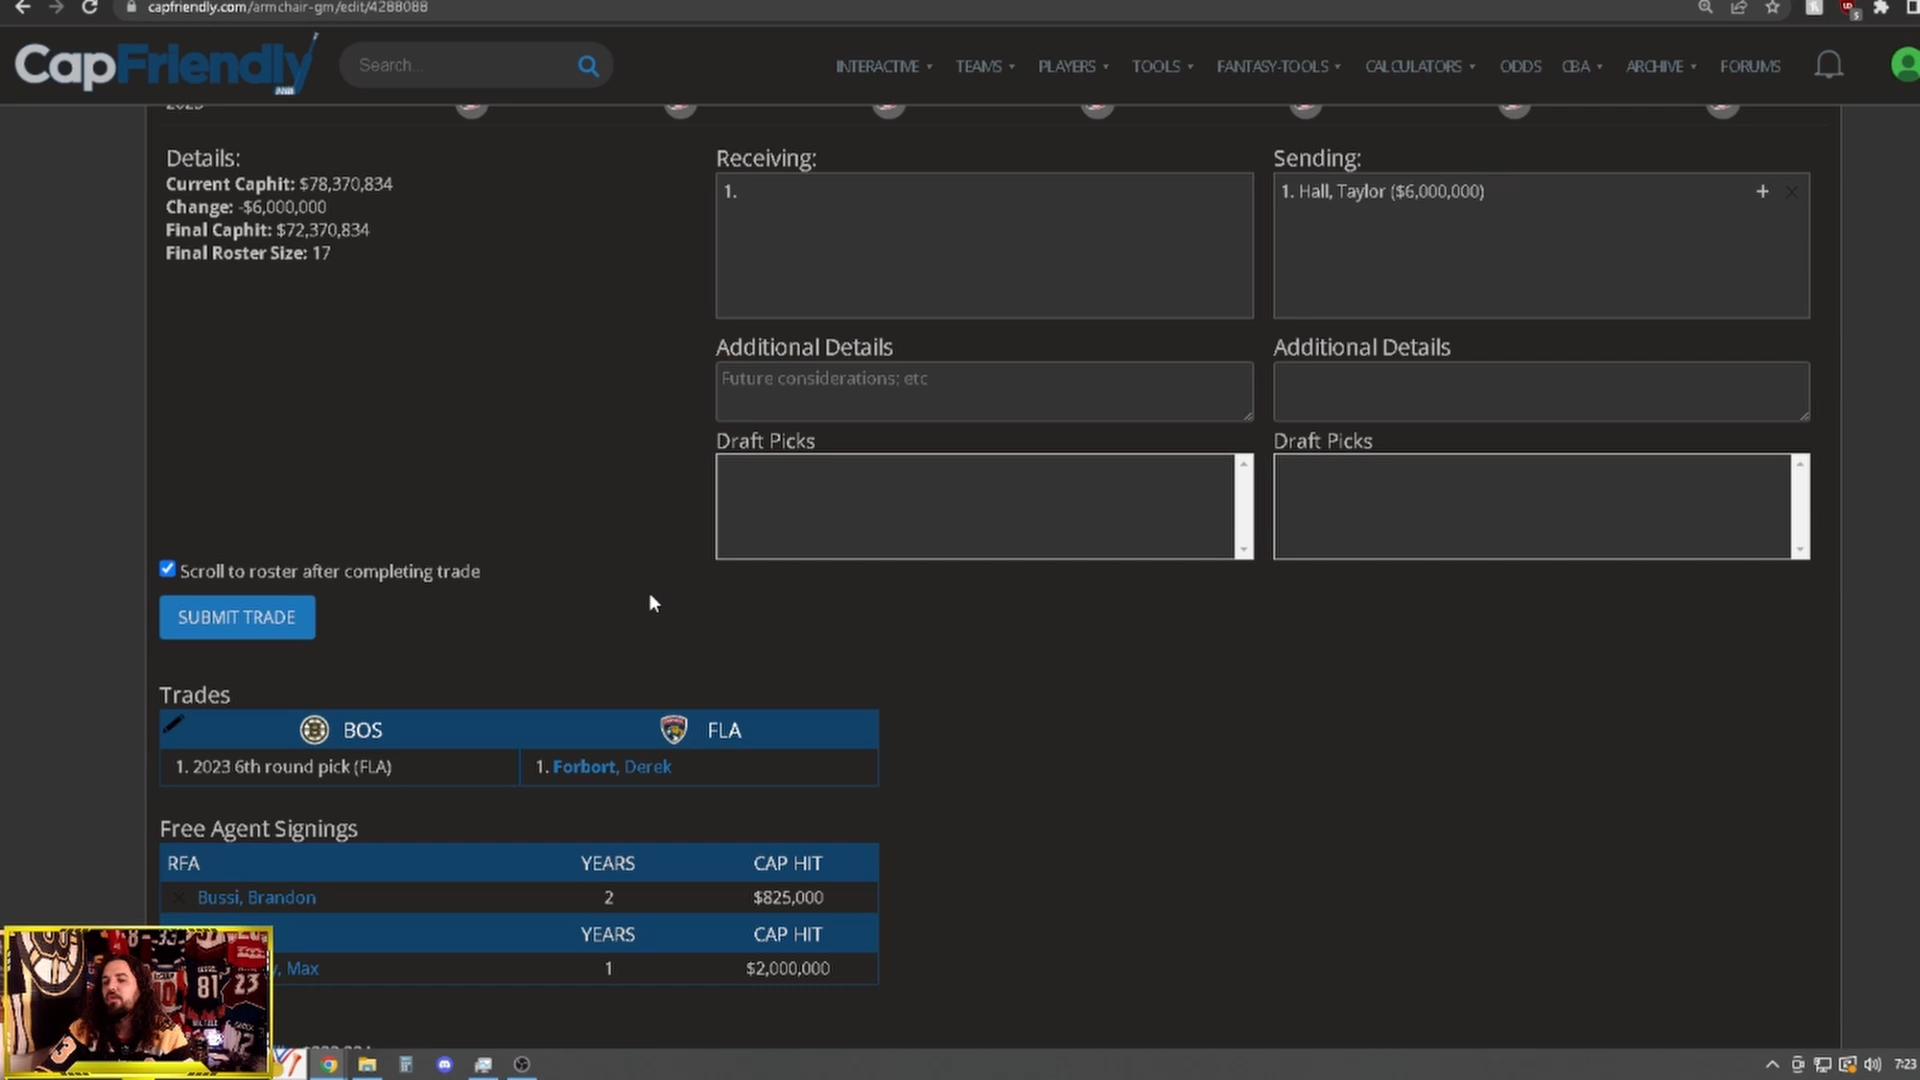 capfriendly.com/armchair-gm/edit/4288088
CapFriendly
Search...
INTERACTIVE
TEAMS
PLAYERS
TOOLS
FANTASY-TOOLS
CALCULATORS
ODDS
CBA
ARCHIVE
FORUMS
Details:
Current Caphit: $78,370,834
Change: -$6,000,000
Final Caphit: $72,370,834
Final Roster Size: 17
Receiving:
1.
Sending:
1. Hall, Taylor ($6,000,000)
Additional Details
Future considerations; etc
Additional Details
Draft Picks
Draft Picks
Scroll to roster after completing trade
SUBMIT TRADE
Trades
BOS
FLA
1. 2023 6th round pick (FLA)
1. Forbort, Derek
Free Agent Signings
RFA YEARS CAP HIT
Bussi, Brandon 2 $825,000
YEARS CAP HIT
, Max 1 $2,000,000
81
23
7:23